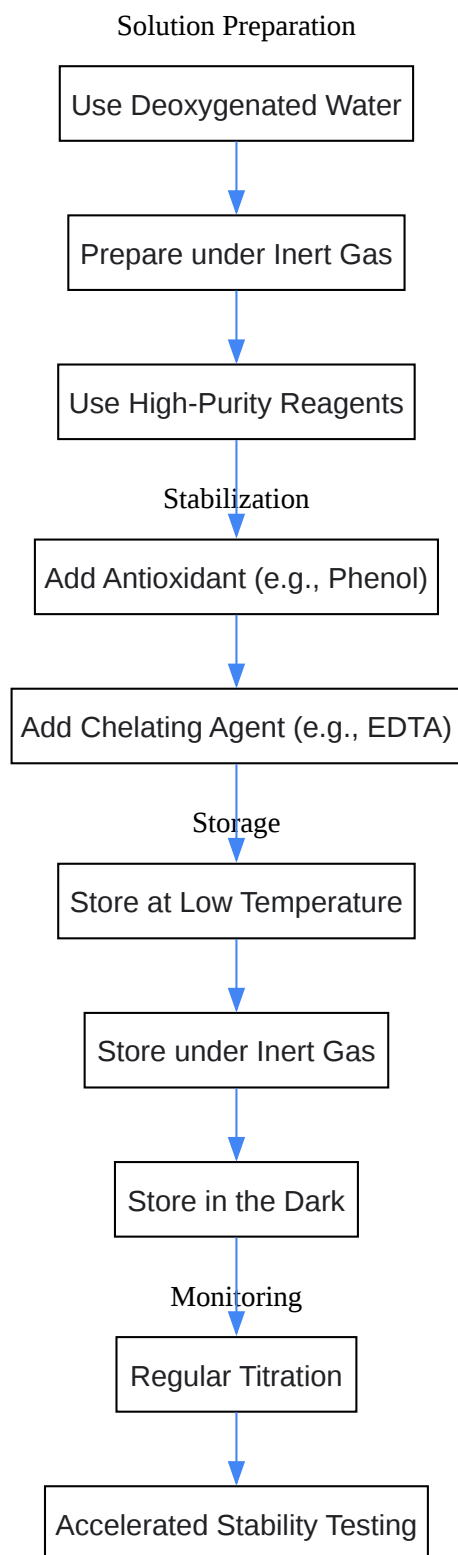 Solution Preparation
Use Deoxygenated Water
Prepare under Inert Gas
Use High-Purity Reagents
Stabilization
Add Antioxidant (e.g., Phenol)
Add Chelating Agent (e.g., EDTA)
Storage
Store at Low Temperature
Store under Inert Gas
Store in the Dark
Monitoring
Regular Titration
Accelerated Stability Testing